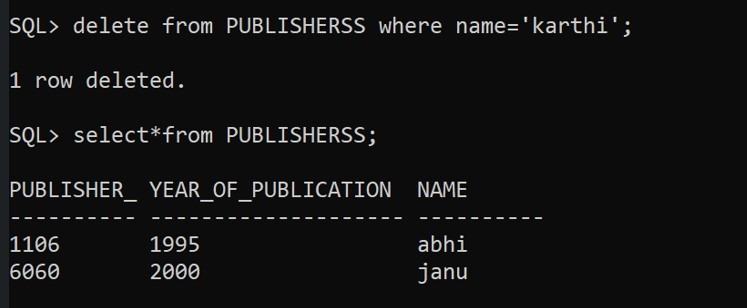 SQL> delete from PUBLISHERSS where name='karthi';
1 row deleted.
SQL> select*from PUBLISHERSS;
PUBLISHER_ YEAR_OF_PUBLICATION  NAME
---------- -------------------- ----------
1106       1995                 abhi
6060       2000                 janu